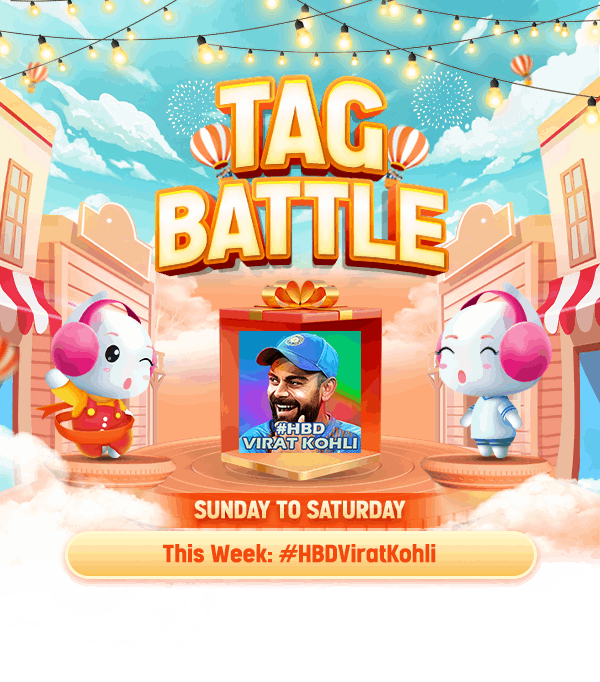 TAG
BATTLE
#HBD
VIRAT KOHLI
SUNDAY TO SATURDAY
This Week: #HBDViratKohli